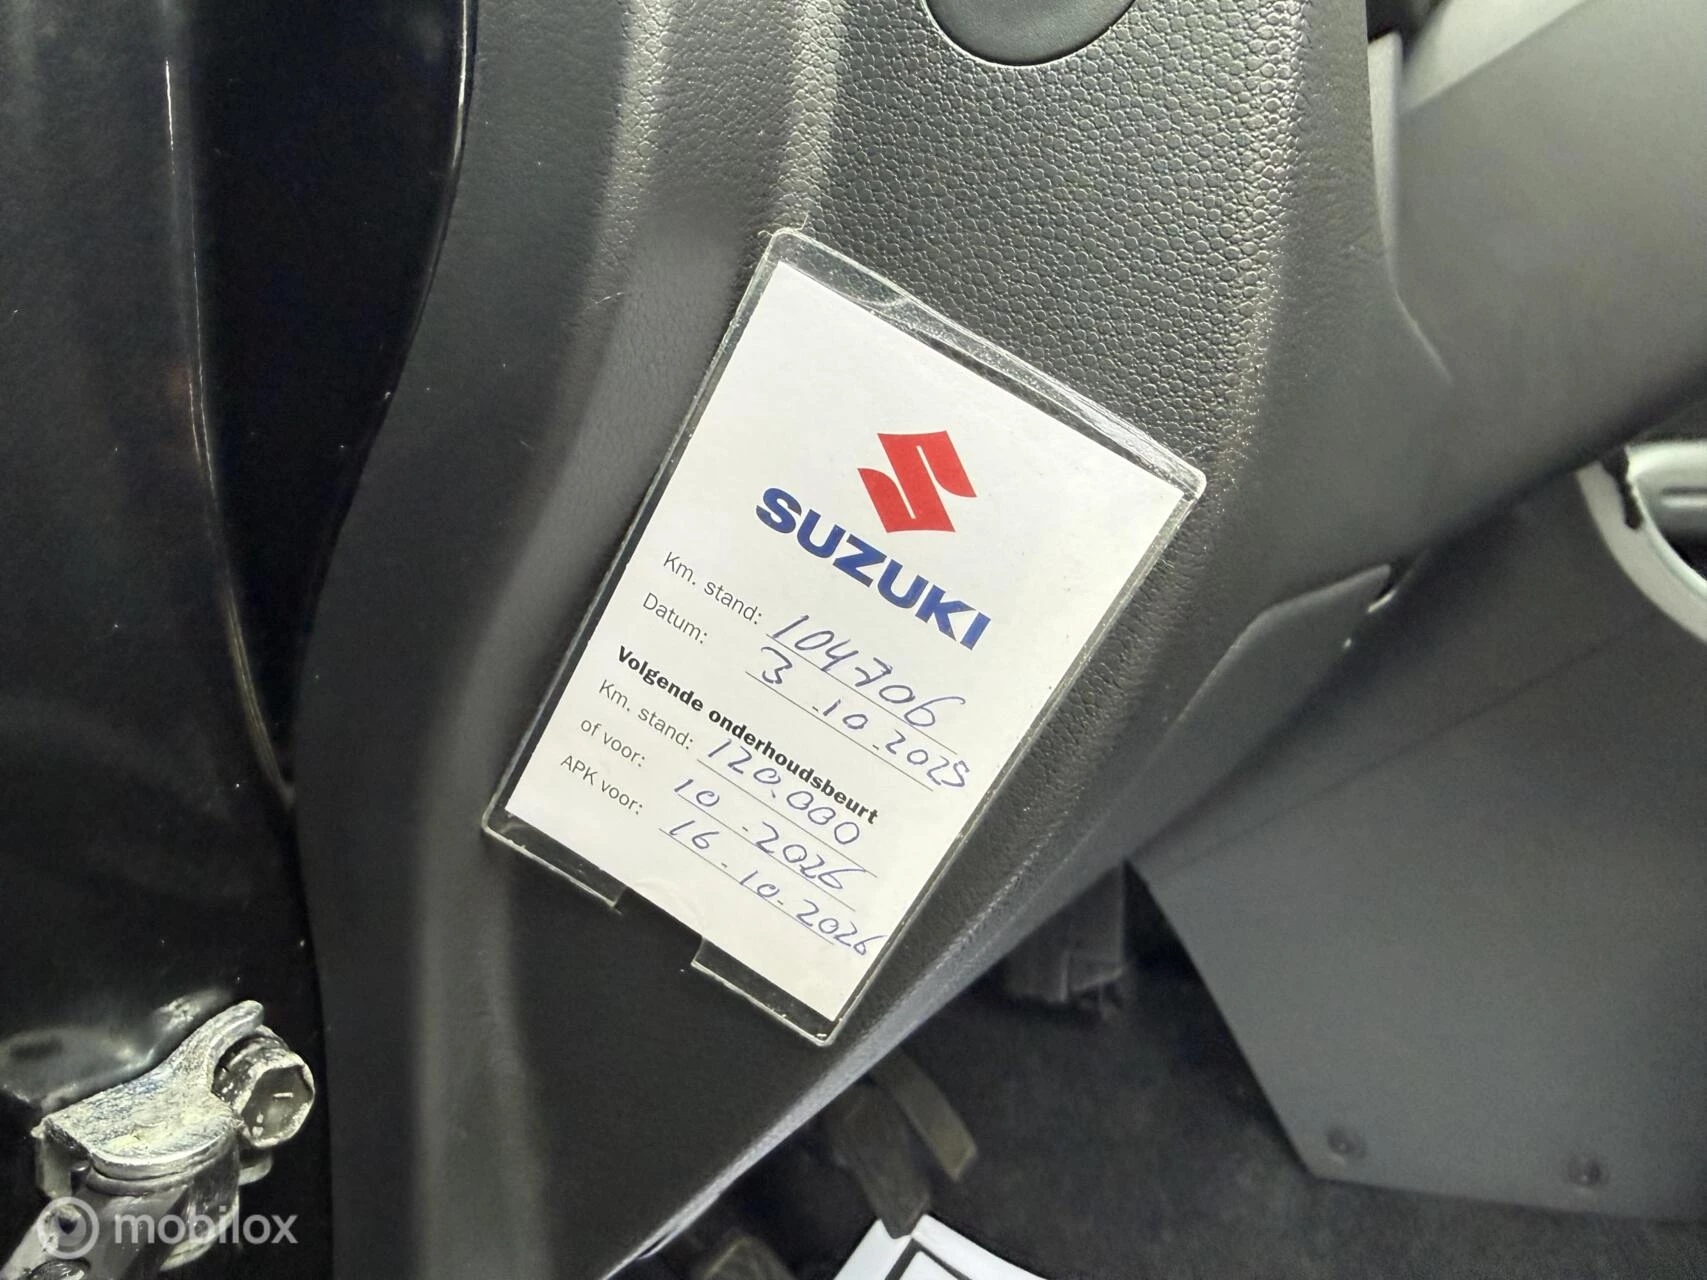 SUZUKI
Km. stand: 104706
Datum: 3-10-2025
Volgende onderhoudsbeurt
Km. stand: 120.000
of voor: 10-2026
APK voor: 16-10-2026
mobilox